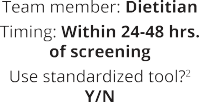 Team member: Dietitian
Timing: Within 24-48 hrs.
of screening
Use standardized tool?²
Y/N